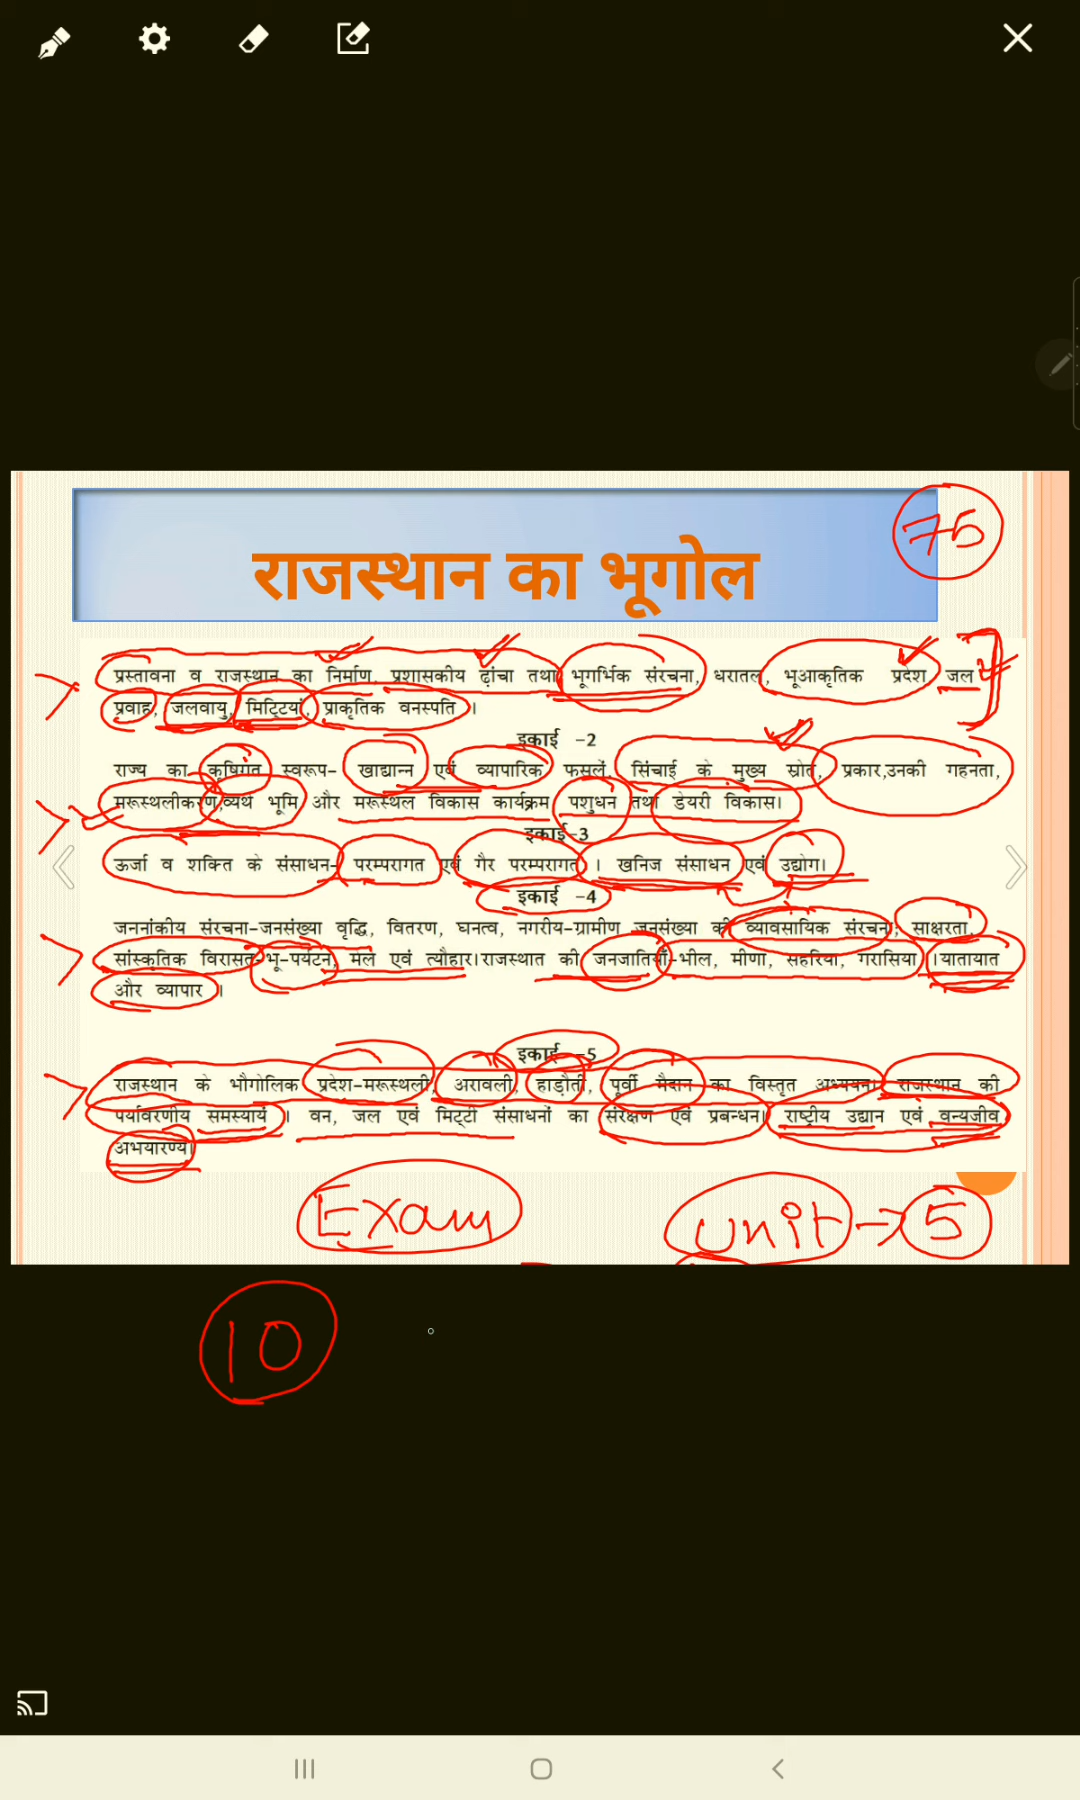 राजस्थान का भूगोल
75
प्रस्तावना व राजस्थान का निर्माण, प्रशासकीय ढ़ांचा तथा भूगर्भिक संरचना, धरातल, भूआकृतिक प्रदेश जल
प्रवाह, जलवायु, मिट्टियां, प्राकृतिक वनस्पति ।
इकाई -2
राज्य का कृषिगत स्वरूप- खाद्यान्न एवं व्यापारिक फसलें, सिंचाई के मुख्य स्रोत, प्रकार,उनकी गहनता,
मरूस्थलीकरण,व्यर्थ भूमि और मरूस्थल विकास कार्यक्रम पशुधन तथा डेयरी विकास।
इकाई-3
ऊर्जा व शक्ति के संसाधन- परम्परागत एवं गैर परम्परागत । खनिज संसाधन एवं उद्योग।
इकाई -4
जननांकीय संरचना-जनसंख्या वृद्धि, वितरण, घनत्व, नगरीय-ग्रामीण जनसंख्या की व्यावसायिक संरचना, साक्षरता,
सांस्कृतिक विरासत-भू-पर्यटन, मेले एवं त्यौहार।राजस्थात की जनजातियाँ-भील, मीणा, सहरिया, गरासिया ।यातायात
और व्यापार ।
इकाई -5
राजस्थान के भौगोलिक प्रदेश-मरूस्थली, अरावली, हाड़ौती, पूर्वी मैदान का विस्तृत अध्ययन। राजस्थान की
पर्यावरणीय समस्यायें । वन, जल एवं मिट्टी संसाधनों का संरक्षण एवं प्रबन्धन। राष्ट्रीय उद्यान एवं वन्यजीव
अभयारण्य।
Exam unit → 5
10